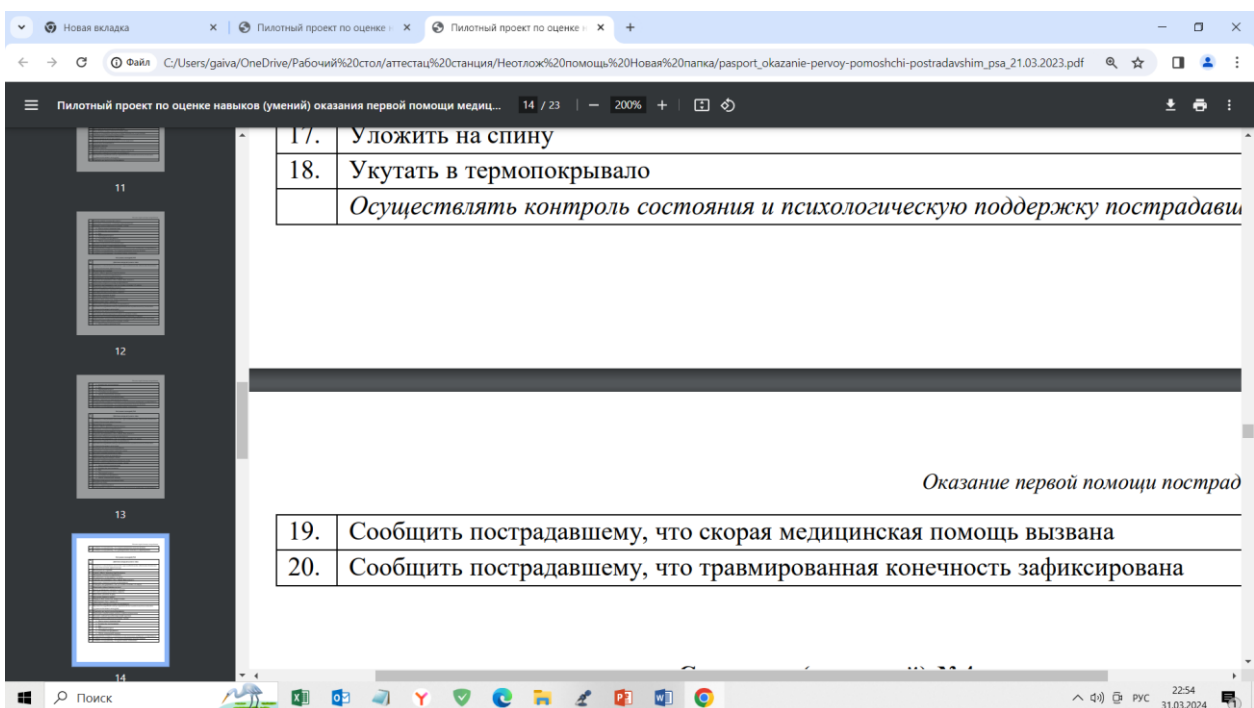 Новая вкладка
Пилотный проект по оценке н
Пилотный проект по оценке н
Файл C:/Users/gaiva/OneDrive/Рабочий%20стол/аттестац%20станция/Неотлож%20помощь%20Новая%20папка/pasport_okazanie-pervoy-pomoshchi-postradavshim_psa_21.03.2023.pdf
Пилотный проект по оценке навыков (умений) оказания первой помощи медиц... 14 / 23 200%
17. Уложить на спину
18. Укутать в термопокрывало
Осуществлять контроль состояния и психологическую поддержку пострадавш
11
12
13
14
Оказание первой помощи пострад
19. Сообщить пострадавшему, что скорая медицинская помощь вызвана
20. Сообщить пострадавшему, что травмированная конечность зафиксирована
Поиск
РУС
22:54
31.03.2024